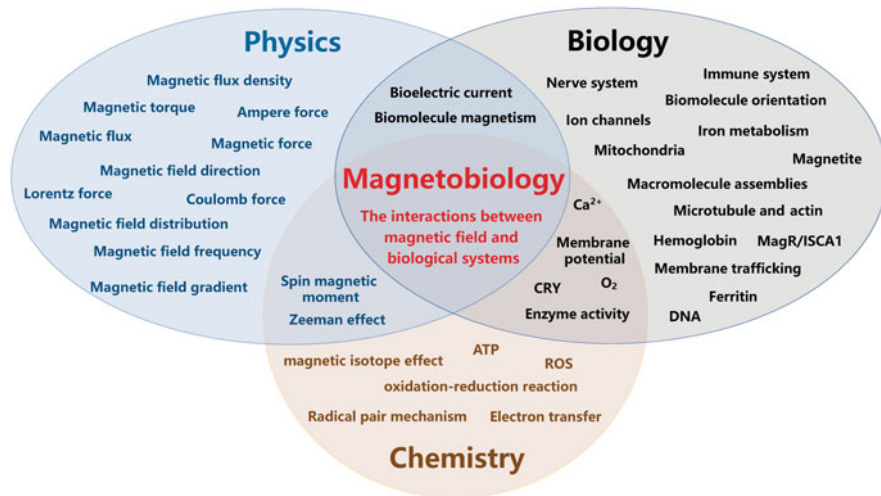 Physics
Magnetic flux density
Magnetic torque
Ampere force
Magnetic flux
Magnetic force
Magnetic field direction
Lorentz force
Coulomb force
Magnetic field distribution
Magnetic field frequency
Magnetic field gradient
Bioelectric current
Biomolecule magnetism
Biology
Nerve system
Immune system
Biomolecule orientation
Ion channels
Iron metabolism
Mitochondria
Magnetite
Macromolecule assemblies
Microtubule and actin
Hemoglobin
MagR/ISCA1
Membrane trafficking
Ferritin
DNA
Magnetobiology
The interactions between
magnetic field and
biological systems
Spin magnetic
moment
Zeeman effect
Ca²⁺
Membrane
potential
CRY
O₂
Enzyme activity
magnetic isotope effect
ATP
ROS
oxidation-reduction reaction
Radical pair mechanism
Electron transfer
Chemistry